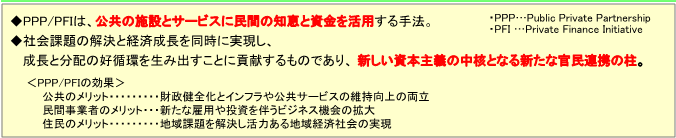 ◆PPP/PFIは、公共の施設とサービスに民間の知恵と資金を活用する手法。
・PPP…Public Private Partnership
・PFI …Private Finance Initiative
◆社会課題の解決と経済成長を同時に実現し、
成長と分配の好循環を生み出すことに貢献するものであり、新しい資本主義の中核となる新たな官民連携の柱。
＜PPP/PFIの効果＞
公共のメリット・・・・・・・・・財政健全化とインフラや公共サービスの維持向上の両立
民間事業者のメリット・・・新たな雇用や投資を伴うビジネス機会の拡大
住民のメリット・・・・・・・・・地域課題を解決し活力ある地域経済社会の実現